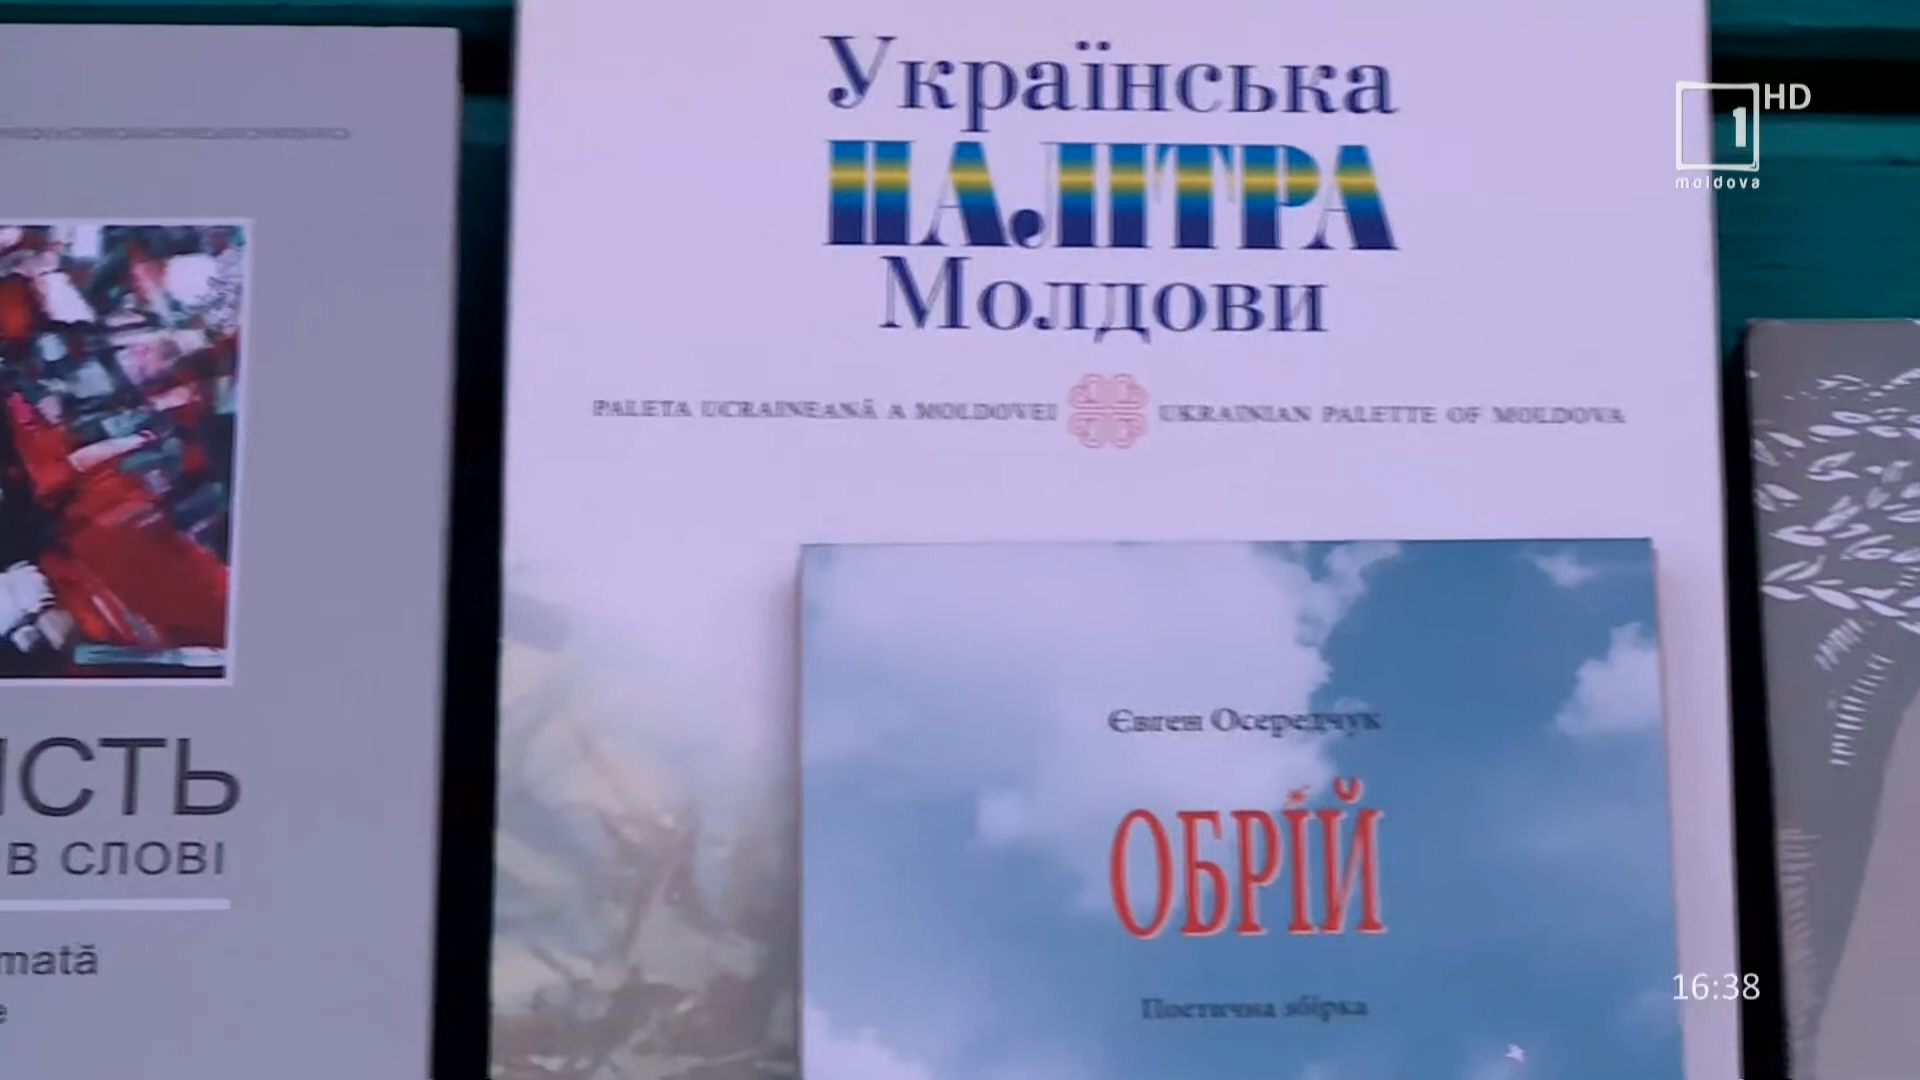 Українська
ПАЛІТРА
Молдови
PALETA UCRAINEANĂ A MOLDOVEI
UKRAINIAN PALETTE OF MOLDOVA
Євген Осередчук
ОБРІЙ
Поетична збірка
ІСТЬ
В СЛОВІ
mată
e
1 HD
moldova
16:38